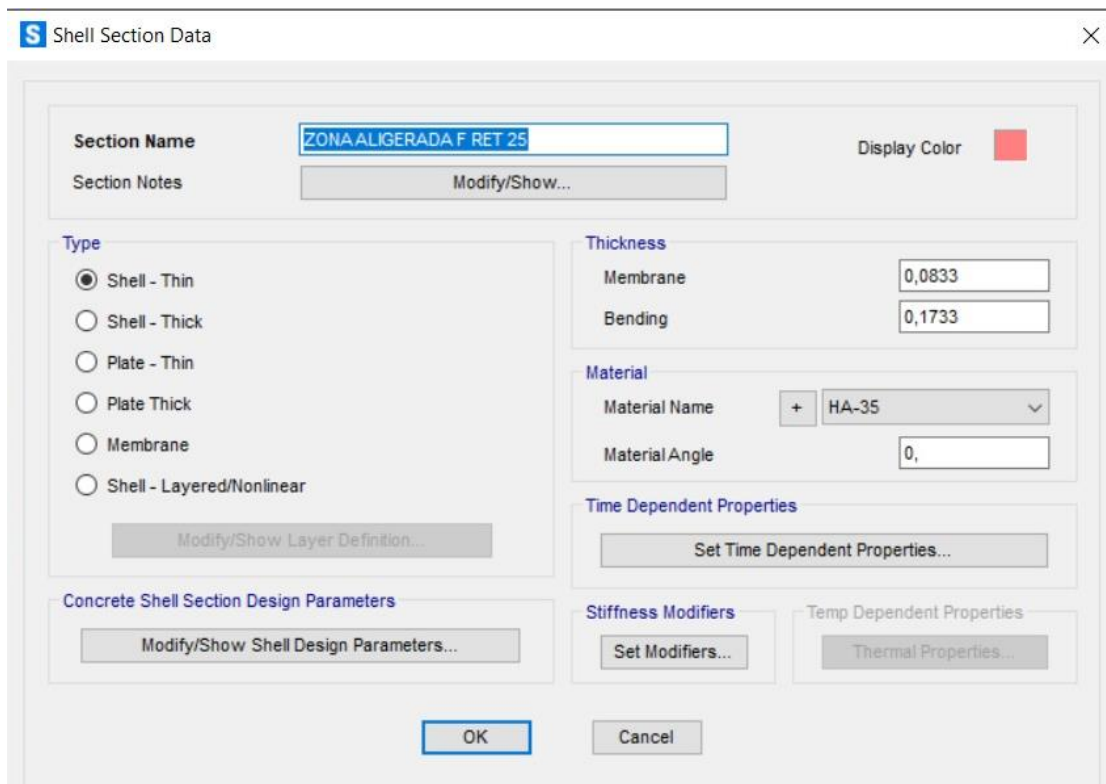 S Shell Section Data
Section Name ZONA ALIGERADA F RET 25 Display Color
Section Notes Modify/Show...
Type
Shell - Thin
Shell - Thick
Plate - Thin
Plate Thick
Membrane
Shell - Layered/Nonlinear
Modify/Show Layer Definition...
Concrete Shell Section Design Parameters
Modify/Show Shell Design Parameters...
Thickness
Membrane 0,0833
Bending 0,1733
Material
Material Name + HA-35
Material Angle 0,
Time Dependent Properties
Set Time Dependent Properties...
Stiffness Modifiers
Set Modifiers...
Temp Dependent Properties
Thermal Properties...
OK Cancel